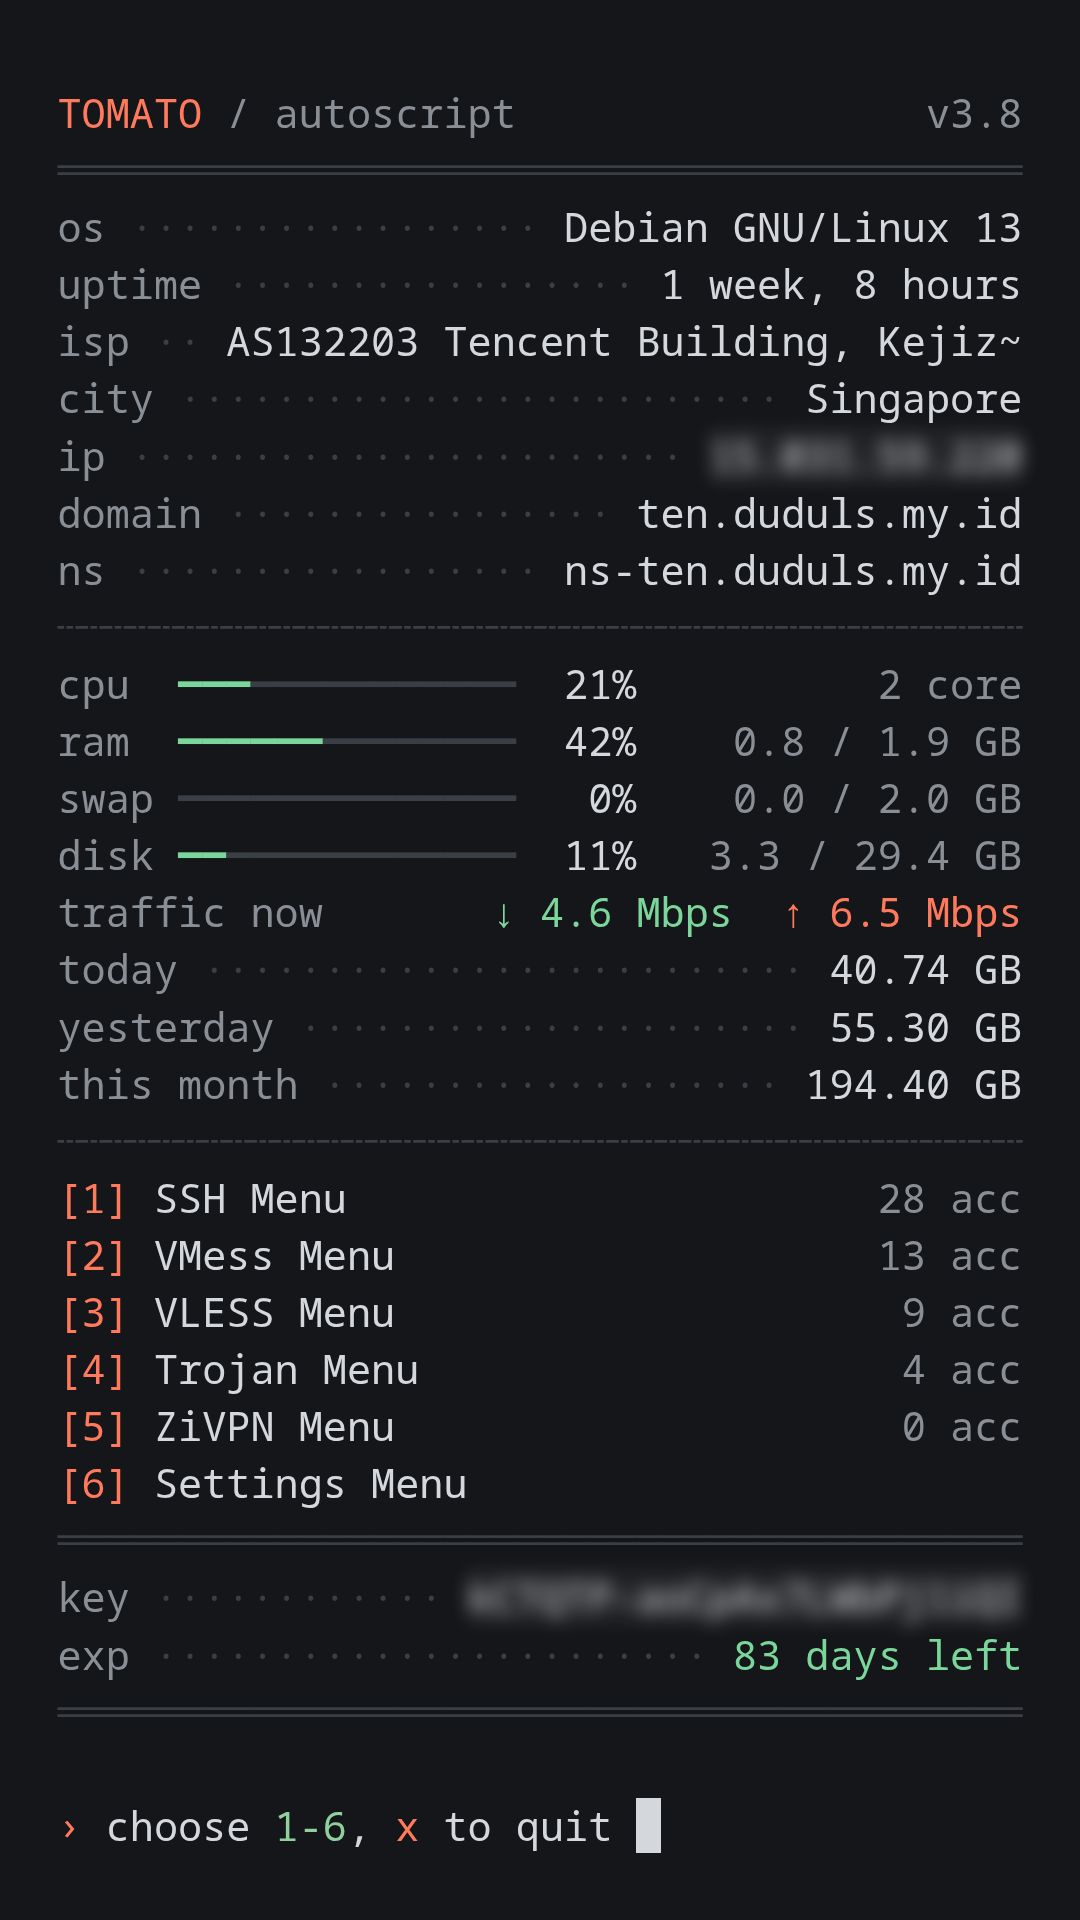 TOMATO / autoscript v3.8
os ················· Debian GNU/Linux 13
uptime ················· 1 week, 8 hours
isp ·· AS132203 Tencent Building, Kejiz~
city ························· Singapore
ip ·······················
domain ················ ten.duduls.my.id
ns ················· ns-ten.duduls.my.id
cpu 21% 2 core
ram 42% 0.8 / 1.9 GB
swap 0% 0.0 / 2.0 GB
disk 11% 3.3 / 29.4 GB
traffic now ↓ 4.6 Mbps ↑ 6.5 Mbps
today ························· 40.74 GB
yesterday ····················· 55.30 GB
this month ··················· 194.40 GB
[1] SSH Menu 28 acc
[2] VMess Menu 13 acc
[3] VLESS Menu 9 acc
[4] Trojan Menu 4 acc
[5] ZiVPN Menu 0 acc
[6] Settings Menu
key ············
exp ······················· 83 days left
› choose 1-6, x to quit